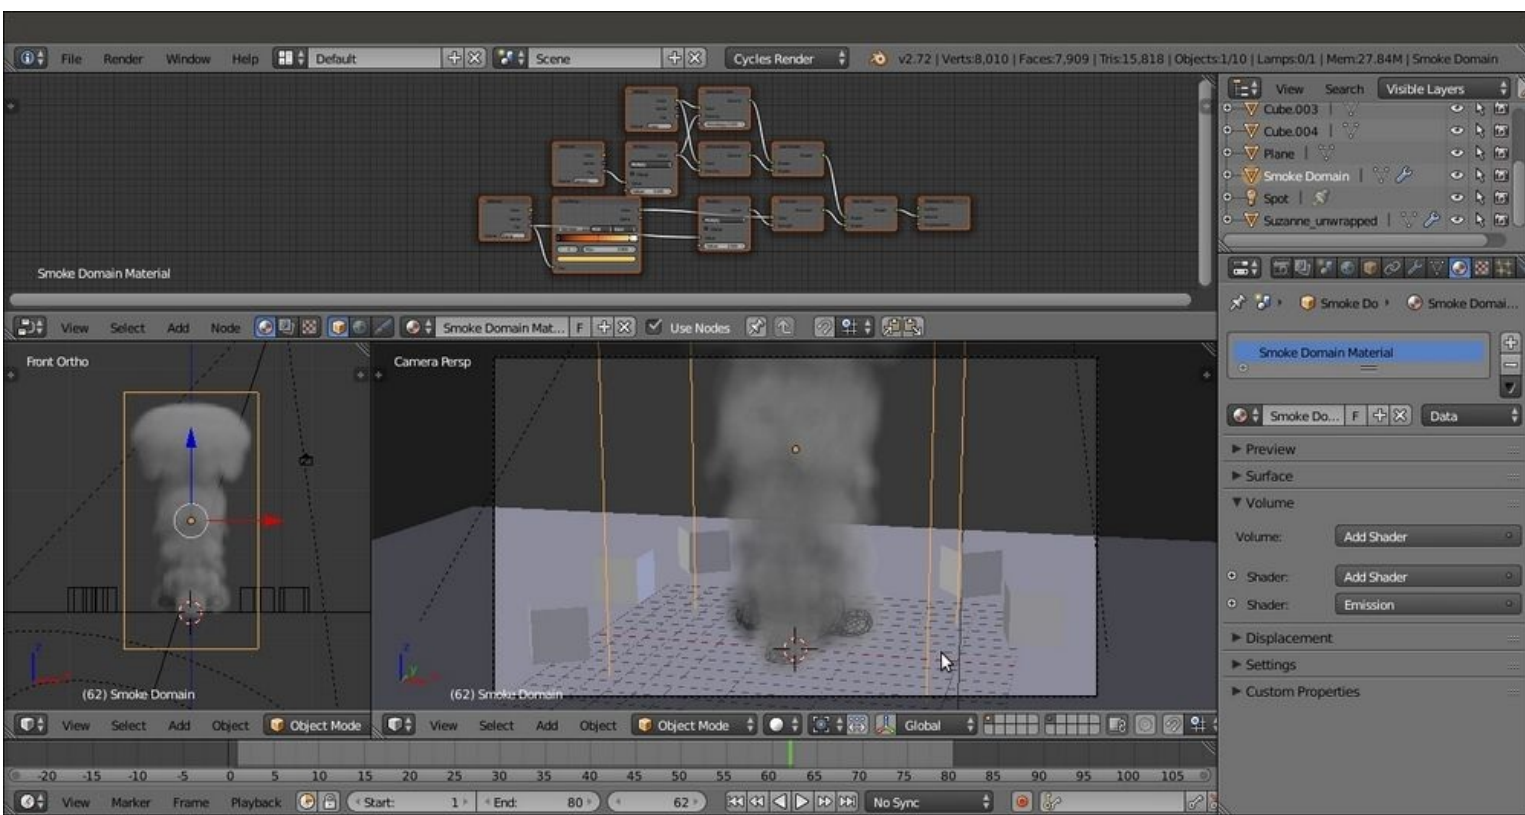 File Render Window Help Default Scene Cycles Render v2.72 | Verts:8,010 | Faces:7,909 | Tris:15,818 | Objects:1/10 | Lamps:0/1 | Mem:27.84M | Smoke Domain
View Search Visible Layers
Cube.003
Cube.004
Plane
Smoke Domain
Spot
Suzanne_unwrapped
Smoke Domain Material
View Select Add Node Smoke Domain Mat... F Use Nodes
Smoke Do Smoke Domai...
Smoke Domain Material
Smoke Do... F Data
Preview
Surface
Volume
Volume: Add Shader
Shader: Add Shader
Shader: Emission
Displacement
Settings
Custom Properties
Front Ortho
(62) Smoke Domain
View Select Add Object Object Mode
Camera Persp
(62) Smoke Domain
View Select Add Object Object Mode Global
-20 -15 -10 -5 0 5 10 15 20 25 30 35 40 45 50 55 60 65 70 75 80 85 90 95 100 105
View Marker Frame Playback Start: 1 End: 80 62 No Sync